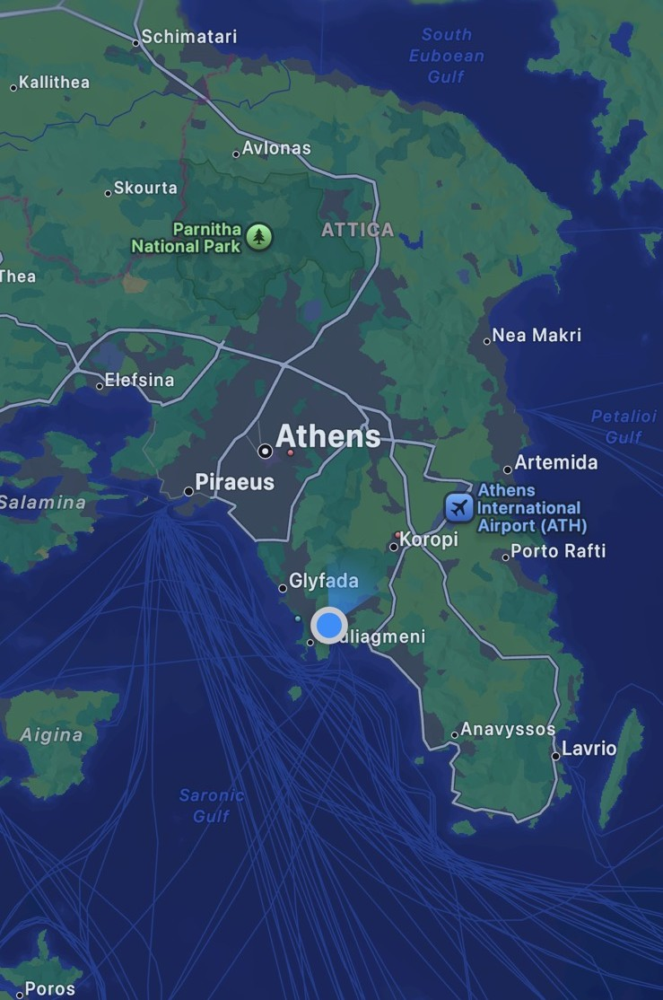 Schimatari
South
Euboean
Gulf
Kallithea
Avlonas
Skourta
Parnitha
National Park
ATTICA
Thea
Nea Makri
Elefsina
Petalioi
Gulf
Athens
Artemida
Piraeus
Salamina
Athens
International
Airport (ATH)
Koropi
Porto Rafti
Glyfada
uliagmeni
Anavyssos
Aigina
Lavrio
Saronic
Gulf
Poros